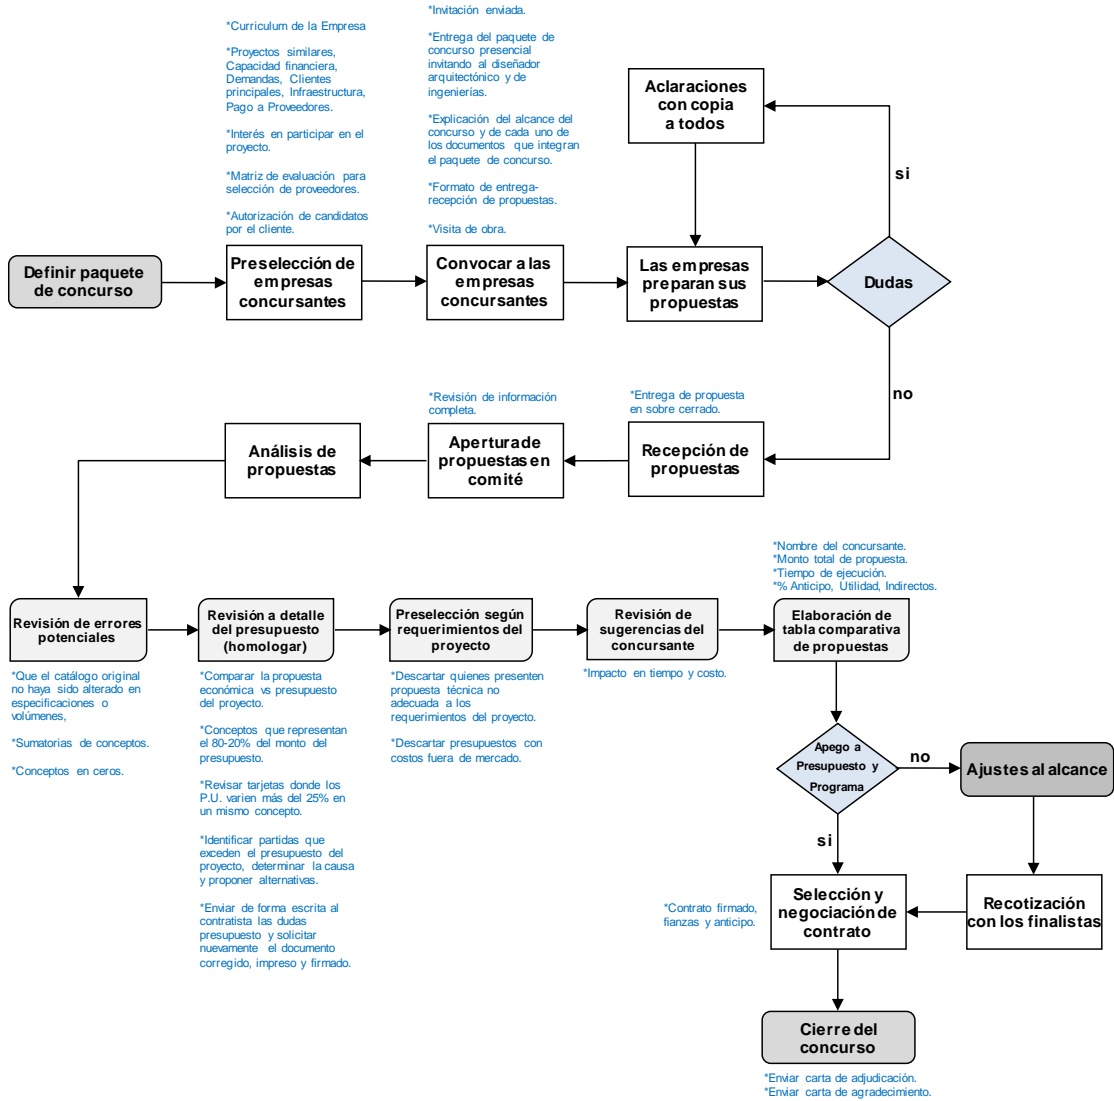 *Curriculum de la Empresa
*Proyectos similares,
Capacidad financiera,
Demandas, Clientes
principales, Infraestructura,
Pago a Proveedores.
*Interés en participar en el
proyecto.
*Matriz de evaluación para
selección de proveedores.
*Autorización de candidatos
por el cliente.
*Invitación enviada.
*Entrega del paquete de
concurso presencial
invitando al diseñador
arquitectónico y de
ingenierías.
*Explicación del alcance del
concurso y de cada uno de
los documentos que integran
el paquete de concurso.
*Formato de entrega-
recepción de propuestas.
*Visita de obra.
Aclaraciones
con copia
a todos
si
Definir paquete
de concurso
Preselección de
empresas
concursantes
Convocar a las
empresas
concursantes
Las empresas
preparan sus
propuestas
Dudas
no
*Entrega de propuesta
en sobre cerrado.
*Revisión de información
completa.
Recepción de
propuestas
Apertura de
propuestas en
comité
Análisis de
propuestas
*Nombre del concursante.
*Monto total de propuesta.
*Tiempo de ejecución.
*% Anticipo, Utilidad, Indirectos.
Revisión de errores
potenciales
Revisión a detalle
del presupuesto
(homologar)
Preselección según
requerimientos del
proyecto
Revisión de
sugerencias del
concursante
Elaboración de
tabla comparativa
de propuestas
*Que el catálogo original
no haya sido alterado en
especificaciones o
volúmenes,
*Sumatorias de conceptos.
*Conceptos en ceros.
*Comparar la propuesta
económica vs presupuesto
del proyecto.
*Conceptos que representan
el 80-20% del monto del
presupuesto.
*Revisar tarjetas donde los
P.U. varien más del 25% en
un mismo concepto.
*Identificar partidas que
exceden el presupuesto del
proyecto, determinar la causa
y proponer alternativas.
*Enviar de forma escrita al
contratista las dudas
presupuesto y solicitar
nuevamente el documento
corregido, impreso y firmado.
*Descartar quienes presenten
propuesta técnica no
adecuada a los
requerimientos del proyecto.
*Descartar presupuestos con
costos fuera de mercado.
*Impacto en tiempo y costo.
Apego a
Presupuesto y
Programa
no
Ajustes al alcance
si
*Contrato firmado,
fianzas y anticipo.
Selección y
negociación de
contrato
Recotización
con los finalistas
Cierre del
concurso
*Enviar carta de adjudicación.
*Enviar carta de agradecimiento.